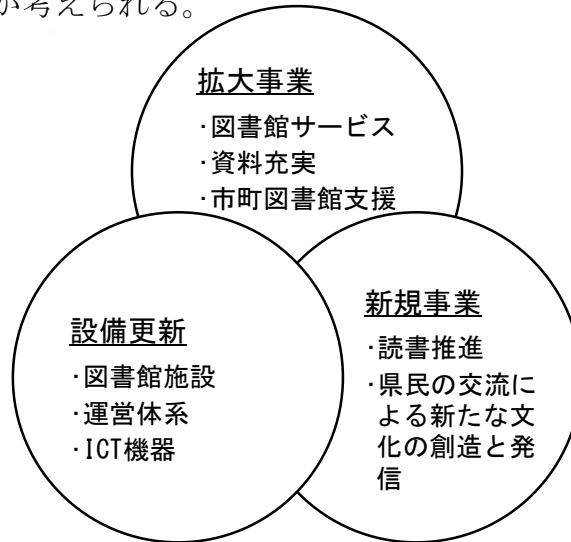 が考えられる。
拡大事業
･図書館サービス
･資料充実
･市町図書館支援
設備更新
･図書館施設
･運営体系
･ICT機器
新規事業
･読書推進
･県民の交流に
よる新たな文
化の創造と発
信